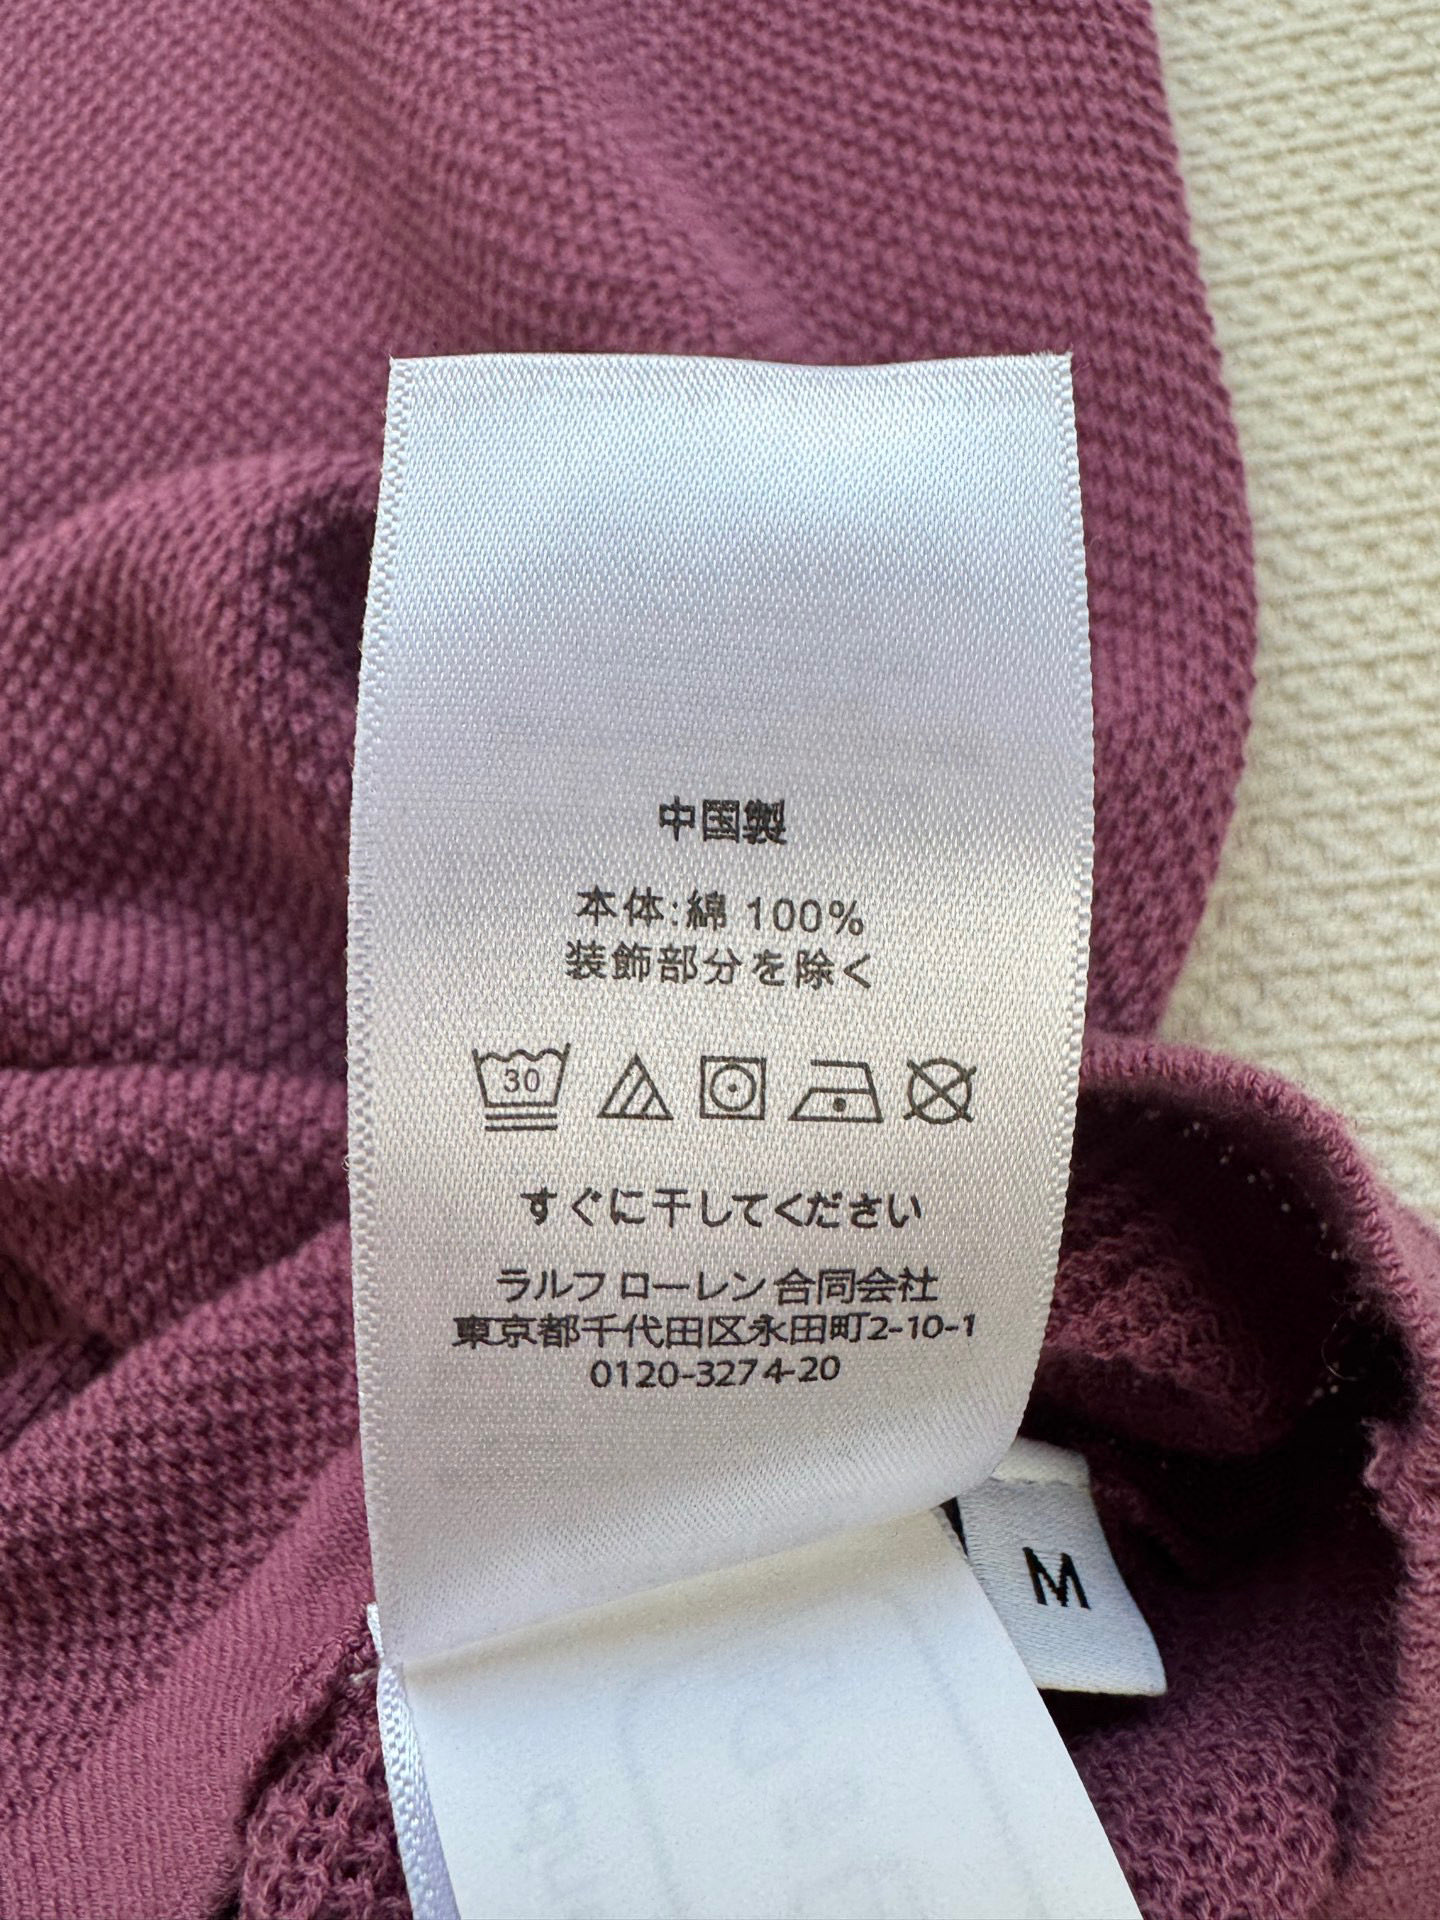 中国製
本体:綿 100%
装飾部分を除く
30
すぐに干してください
ラルフ ローレン 合同会社
東京都千代田区永田町2-10-1
0120-3274-20
M